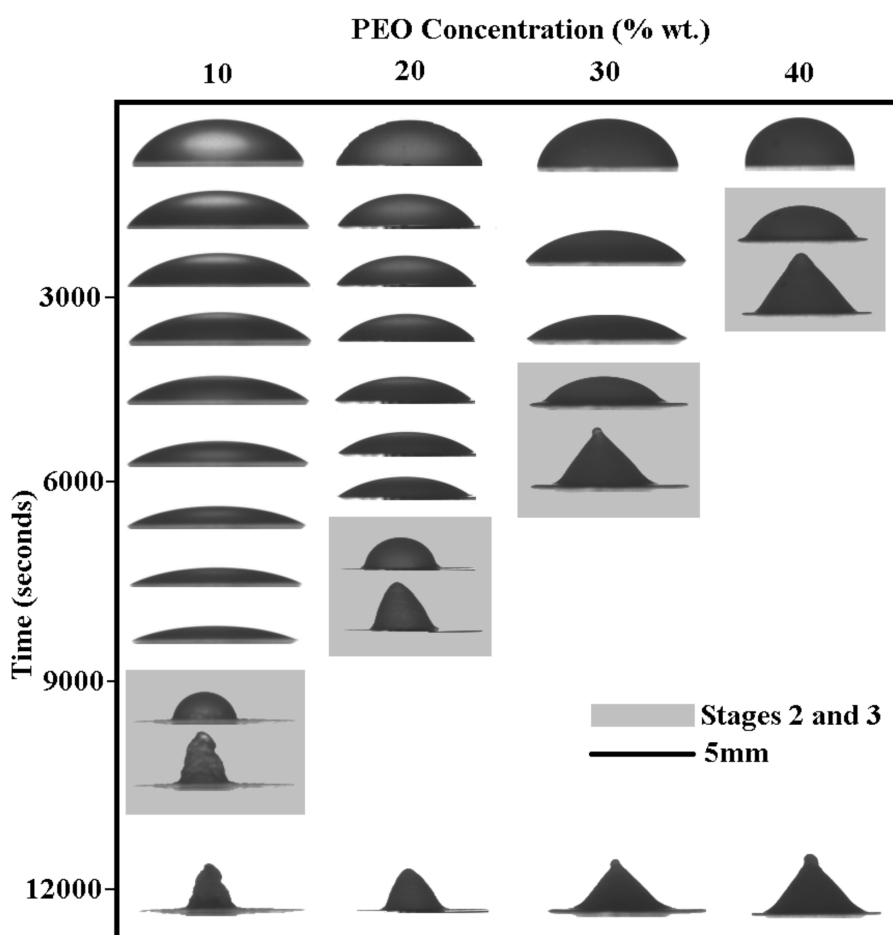 PEO Concentration (% wt.)
10 20 30 40
3000
6000
9000
12000
Time (seconds)
Stages 2 and 3
5mm